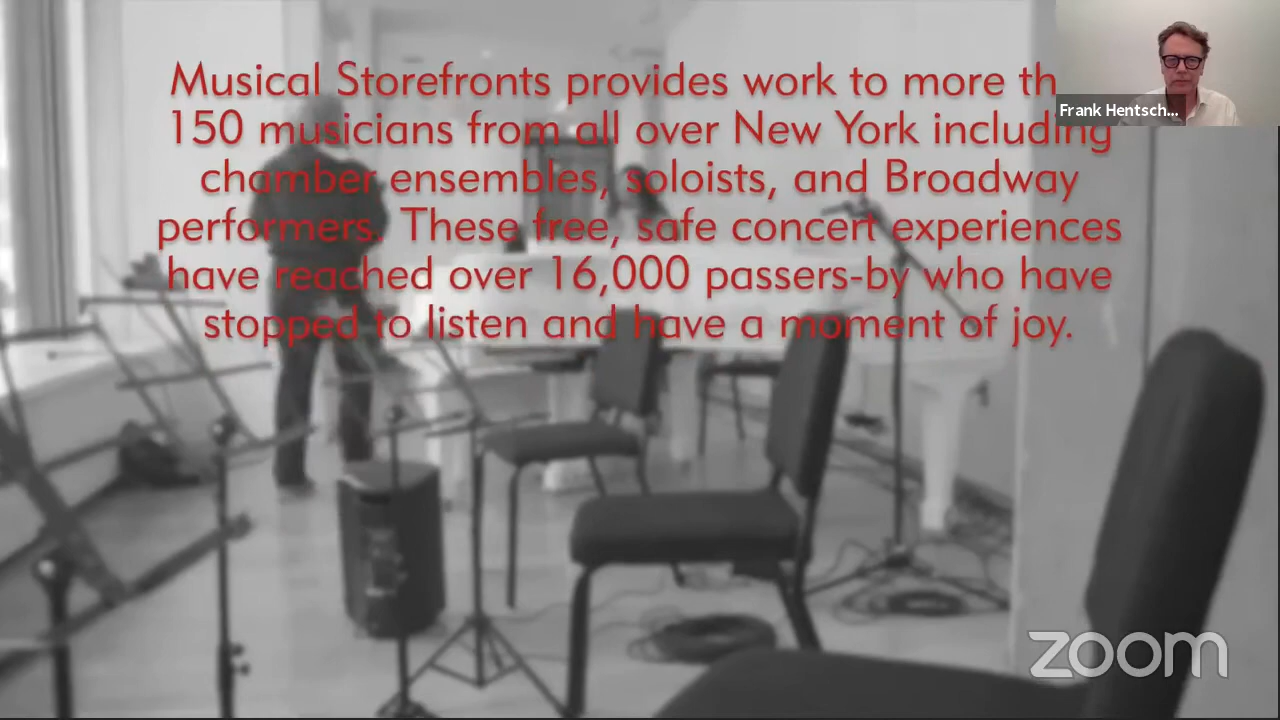 Musical Storefronts provides work to more th
150 musicians from all over New York including
chamber ensembles, soloists, and Broadway
performers. These free, safe concert experiences
have reached over 16,000 passers-by who have
stopped to listen and have a moment of joy.
Frank Hentsch...
zoom